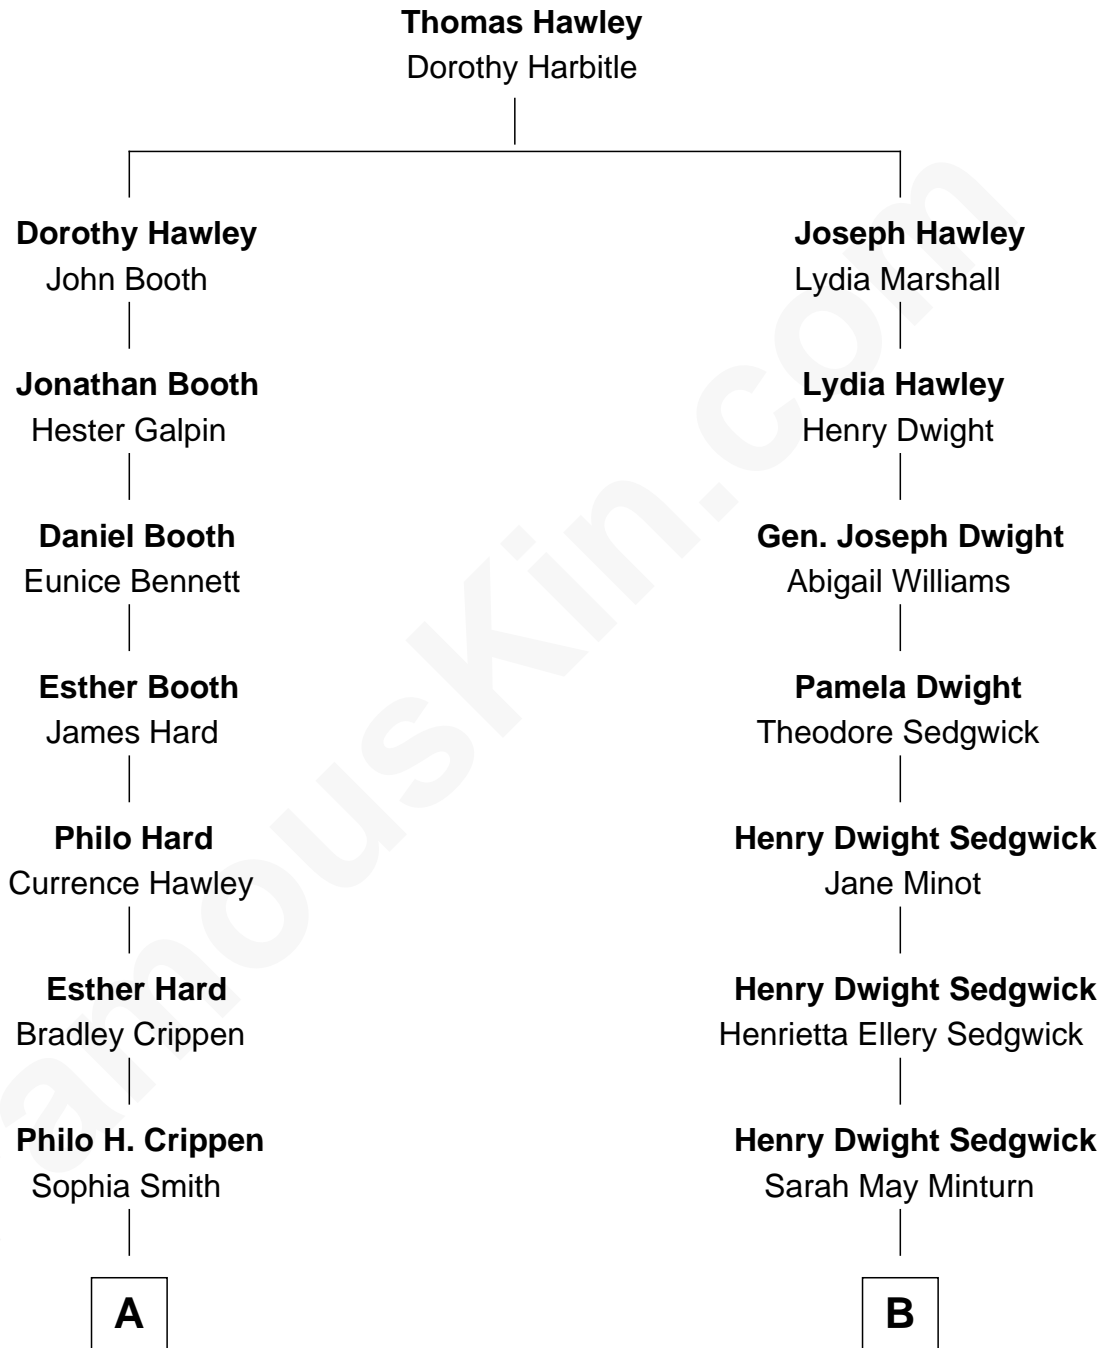 Thomas Hawley
Dorothy Harbitle
Dorothy Hawley
John Booth
Jonathan Booth
Hester Galpin
Daniel Booth
Eunice Bennett
Esther Booth
James Hard
Philo Hard
Currence Hawley
Esther Hard
Bradley Crippen
Philo H. Crippen
Sophia Smith
A
Joseph Hawley
Lydia Marshall
Lydia Hawley
Henry Dwight
Gen. Joseph Dwight
Abigail Williams
Pamela Dwight
Theodore Sedgwick
Henry Dwight Sedgwick
Jane Minot
Henry Dwight Sedgwick
Henrietta Ellery Sedgwick
Henry Dwight Sedgwick
Sarah May Minturn
B
amouskin.com